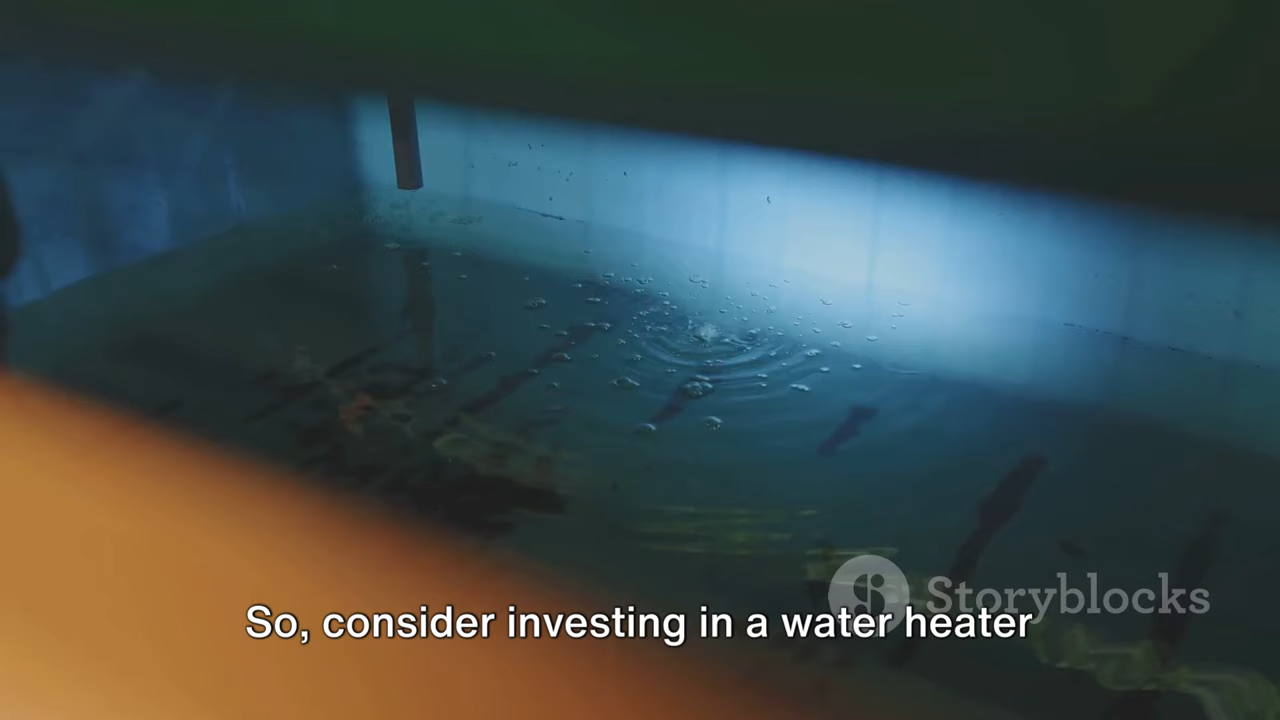 Storyblocks
So, consider investing in a water heater